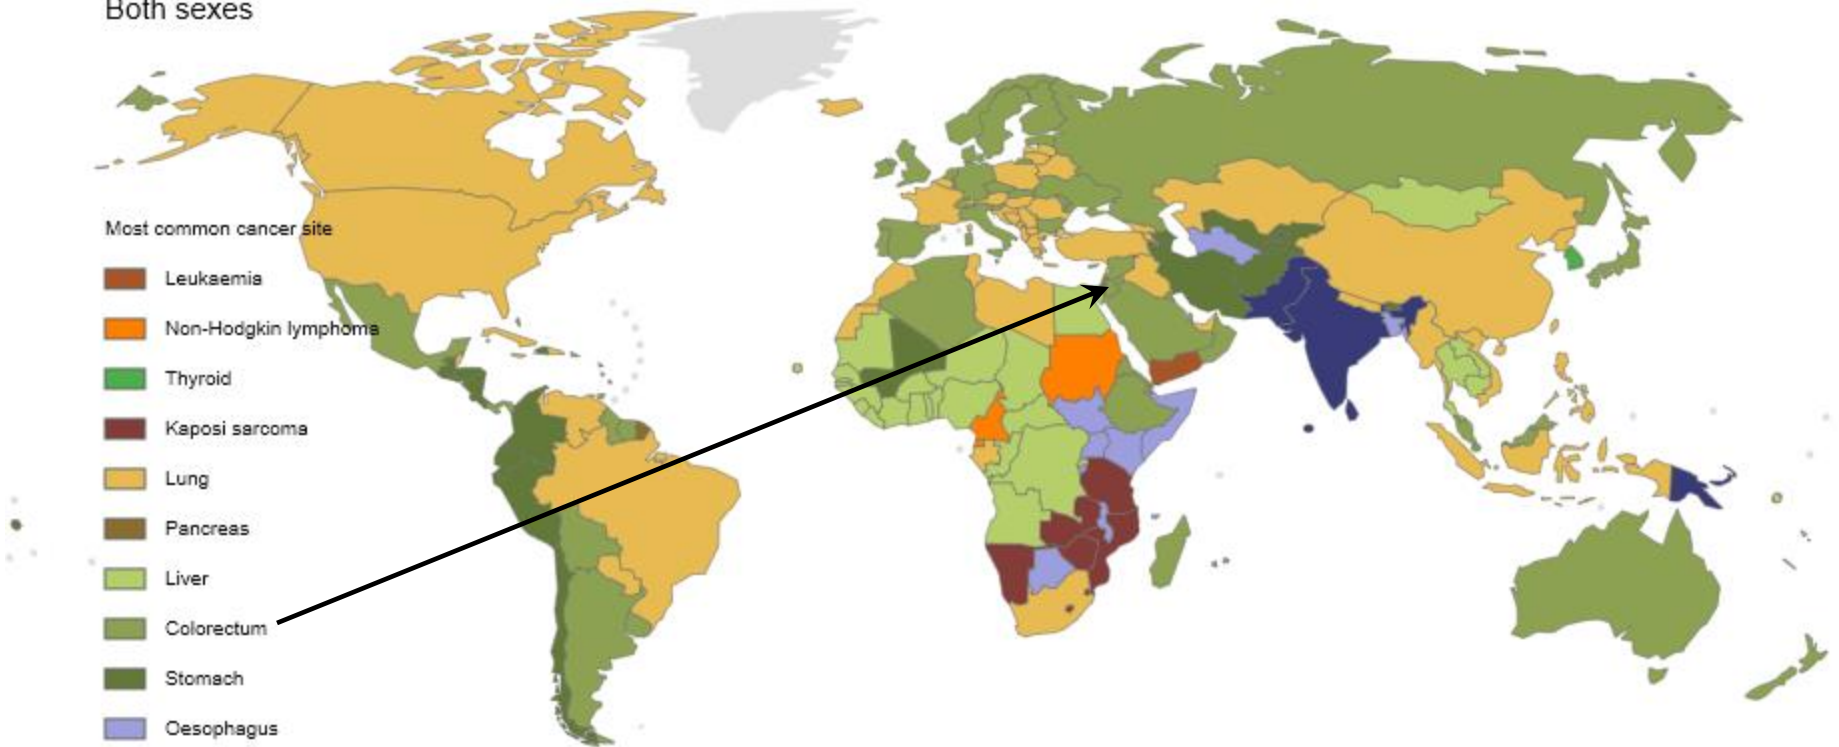 Both sexes
Most common cancer site
Leukaemia
Non-Hodgkin lymphoma
Thyroid
Kaposi sarcoma
Lung
Pancreas
Liver
Colorectum
Stomach
Oesophagus